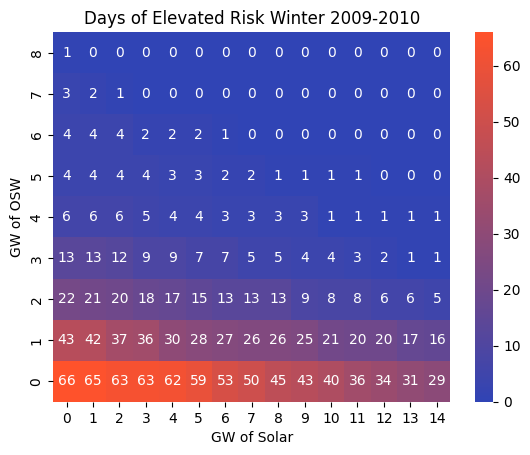 Days of Elevated Risk Winter 2009-2010
8 1 0 0 0 0 0 0 0 0 0 0 0 0 0 0
7 3 2 1 0 0 0 0 0 0 0 0 0 0 0 0
6 4 4 4 2 2 2 1 0 0 0 0 0 0 0 0
5 4 4 4 4 3 3 2 2 1 1 1 1 0 0 0
4 6 6 6 5 4 4 3 3 3 3 1 1 1 1 1
3 13 13 12 9 9 7 7 5 5 4 4 3 2 1 1
2 22 21 20 18 17 15 13 13 13 9 8 8 6 6 5
1 43 42 37 36 30 28 27 26 26 25 21 20 20 17 16
0 66 65 63 63 62 59 53 50 45 43 40 36 34 31 29
0 1 2 3 4 5 6 7 8 9 10 11 12 13 14
GW of Solar
GW of OSW
60
50
40
30
20
10
0